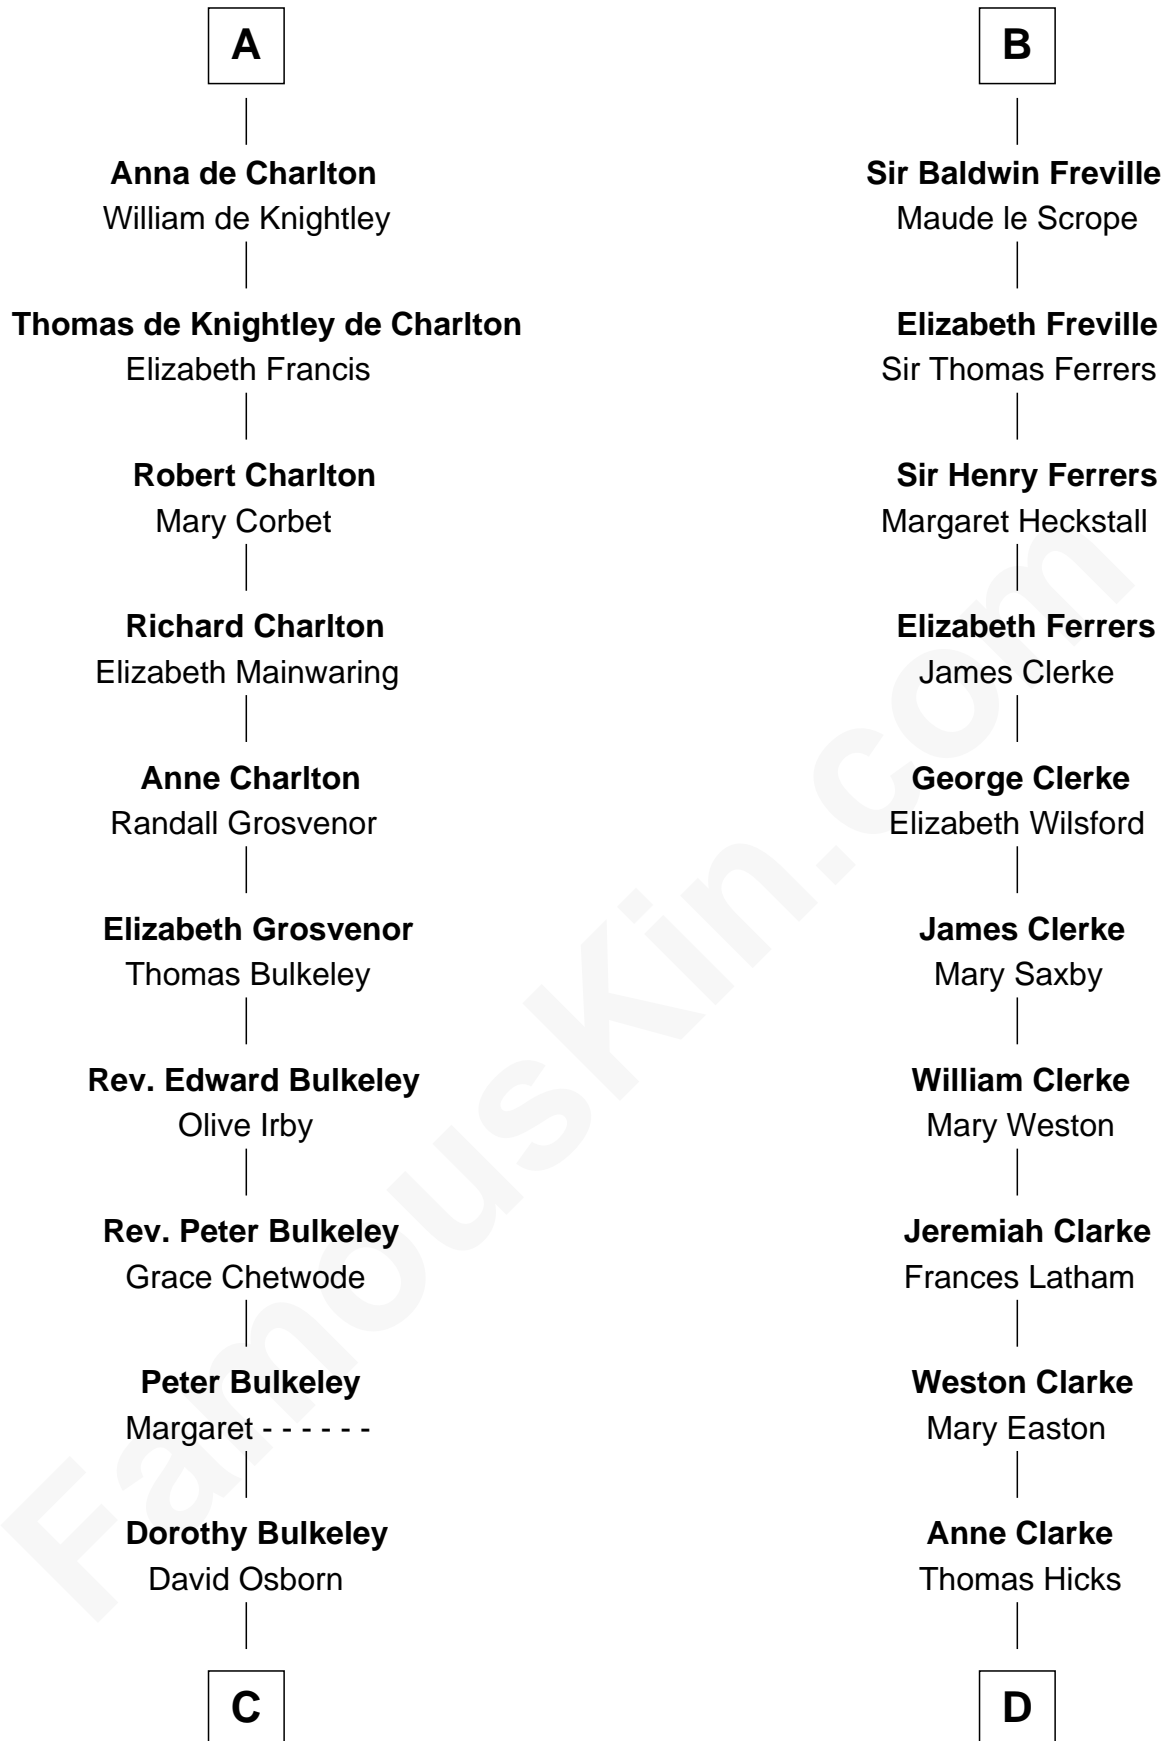 A
Anna de Charlton
William de Knightley
Thomas de Knightley de Charlton
Elizabeth Francis
Robert Charlton
Mary Corbet
Richard Charlton
Elizabeth Mainwaring
Anne Charlton
Randall Grosvenor
Elizabeth Grosvenor
Thomas Bulkeley
Rev. Edward Bulkeley
Olive Irby
Rev. Peter Bulkeley
Grace Chetwode
Peter Bulkeley
Margaret - - - - - -
Dorothy Bulkeley
David Osborn
C
B
Sir Baldwin Freville
Maude le Scrope
Elizabeth Freville
Sir Thomas Ferrers
Sir Henry Ferrers
Margaret Heckstall
Elizabeth Ferrers
James Clerke
George Clerke
Elizabeth Wilsford
James Clerke
Mary Saxby
William Clerke
Mary Weston
Jeremiah Clarke
Frances Latham
Weston Clarke
Mary Easton
Anne Clarke
Thomas Hicks
D
FamousKin.com